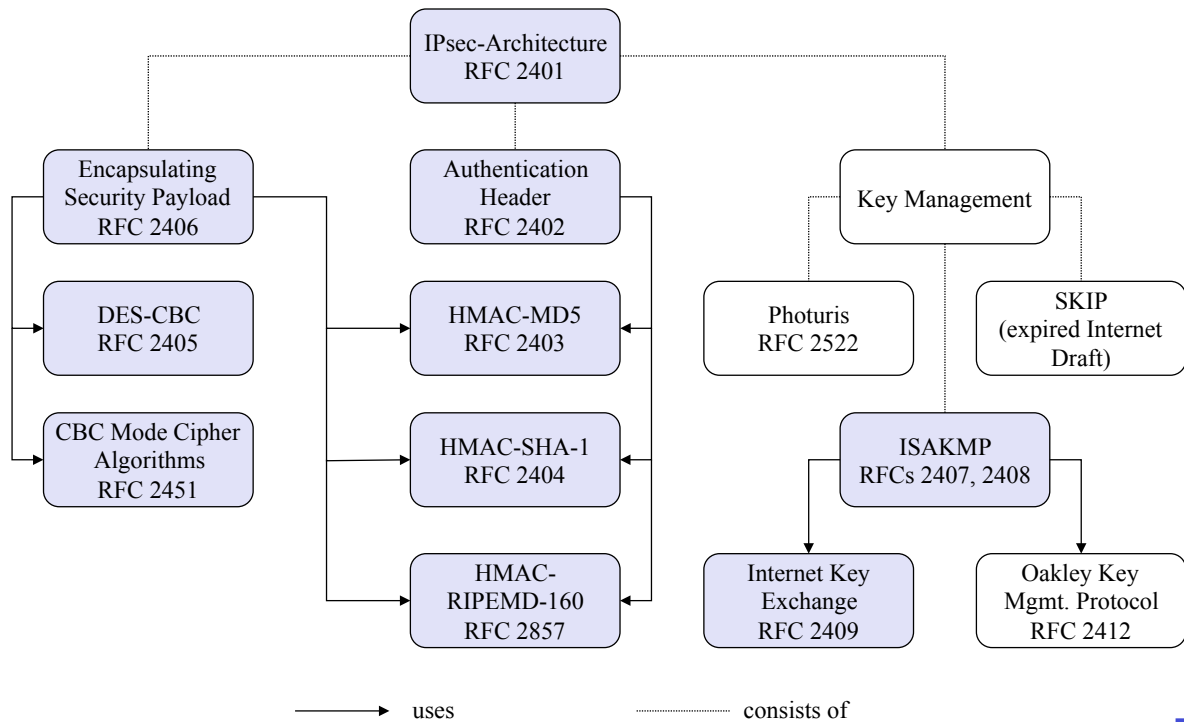 IPsec-Architecture
RFC 2401
Encapsulating
Security Payload
RFC 2406
Authentication
Header
RFC 2402
Key Management
DES-CBC
RFC 2405
HMAC-MD5
RFC 2403
Photuris
RFC 2522
SKIP
(expired Internet
Draft)
CBC Mode Cipher
Algorithms
RFC 2451
HMAC-SHA-1
RFC 2404
ISAKMP
RFCs 2407, 2408
HMAC-
RIPEMD-160
RFC 2857
Internet Key
Exchange
RFC 2409
Oakley Key
Mgmt. Protocol
RFC 2412
uses
consists of